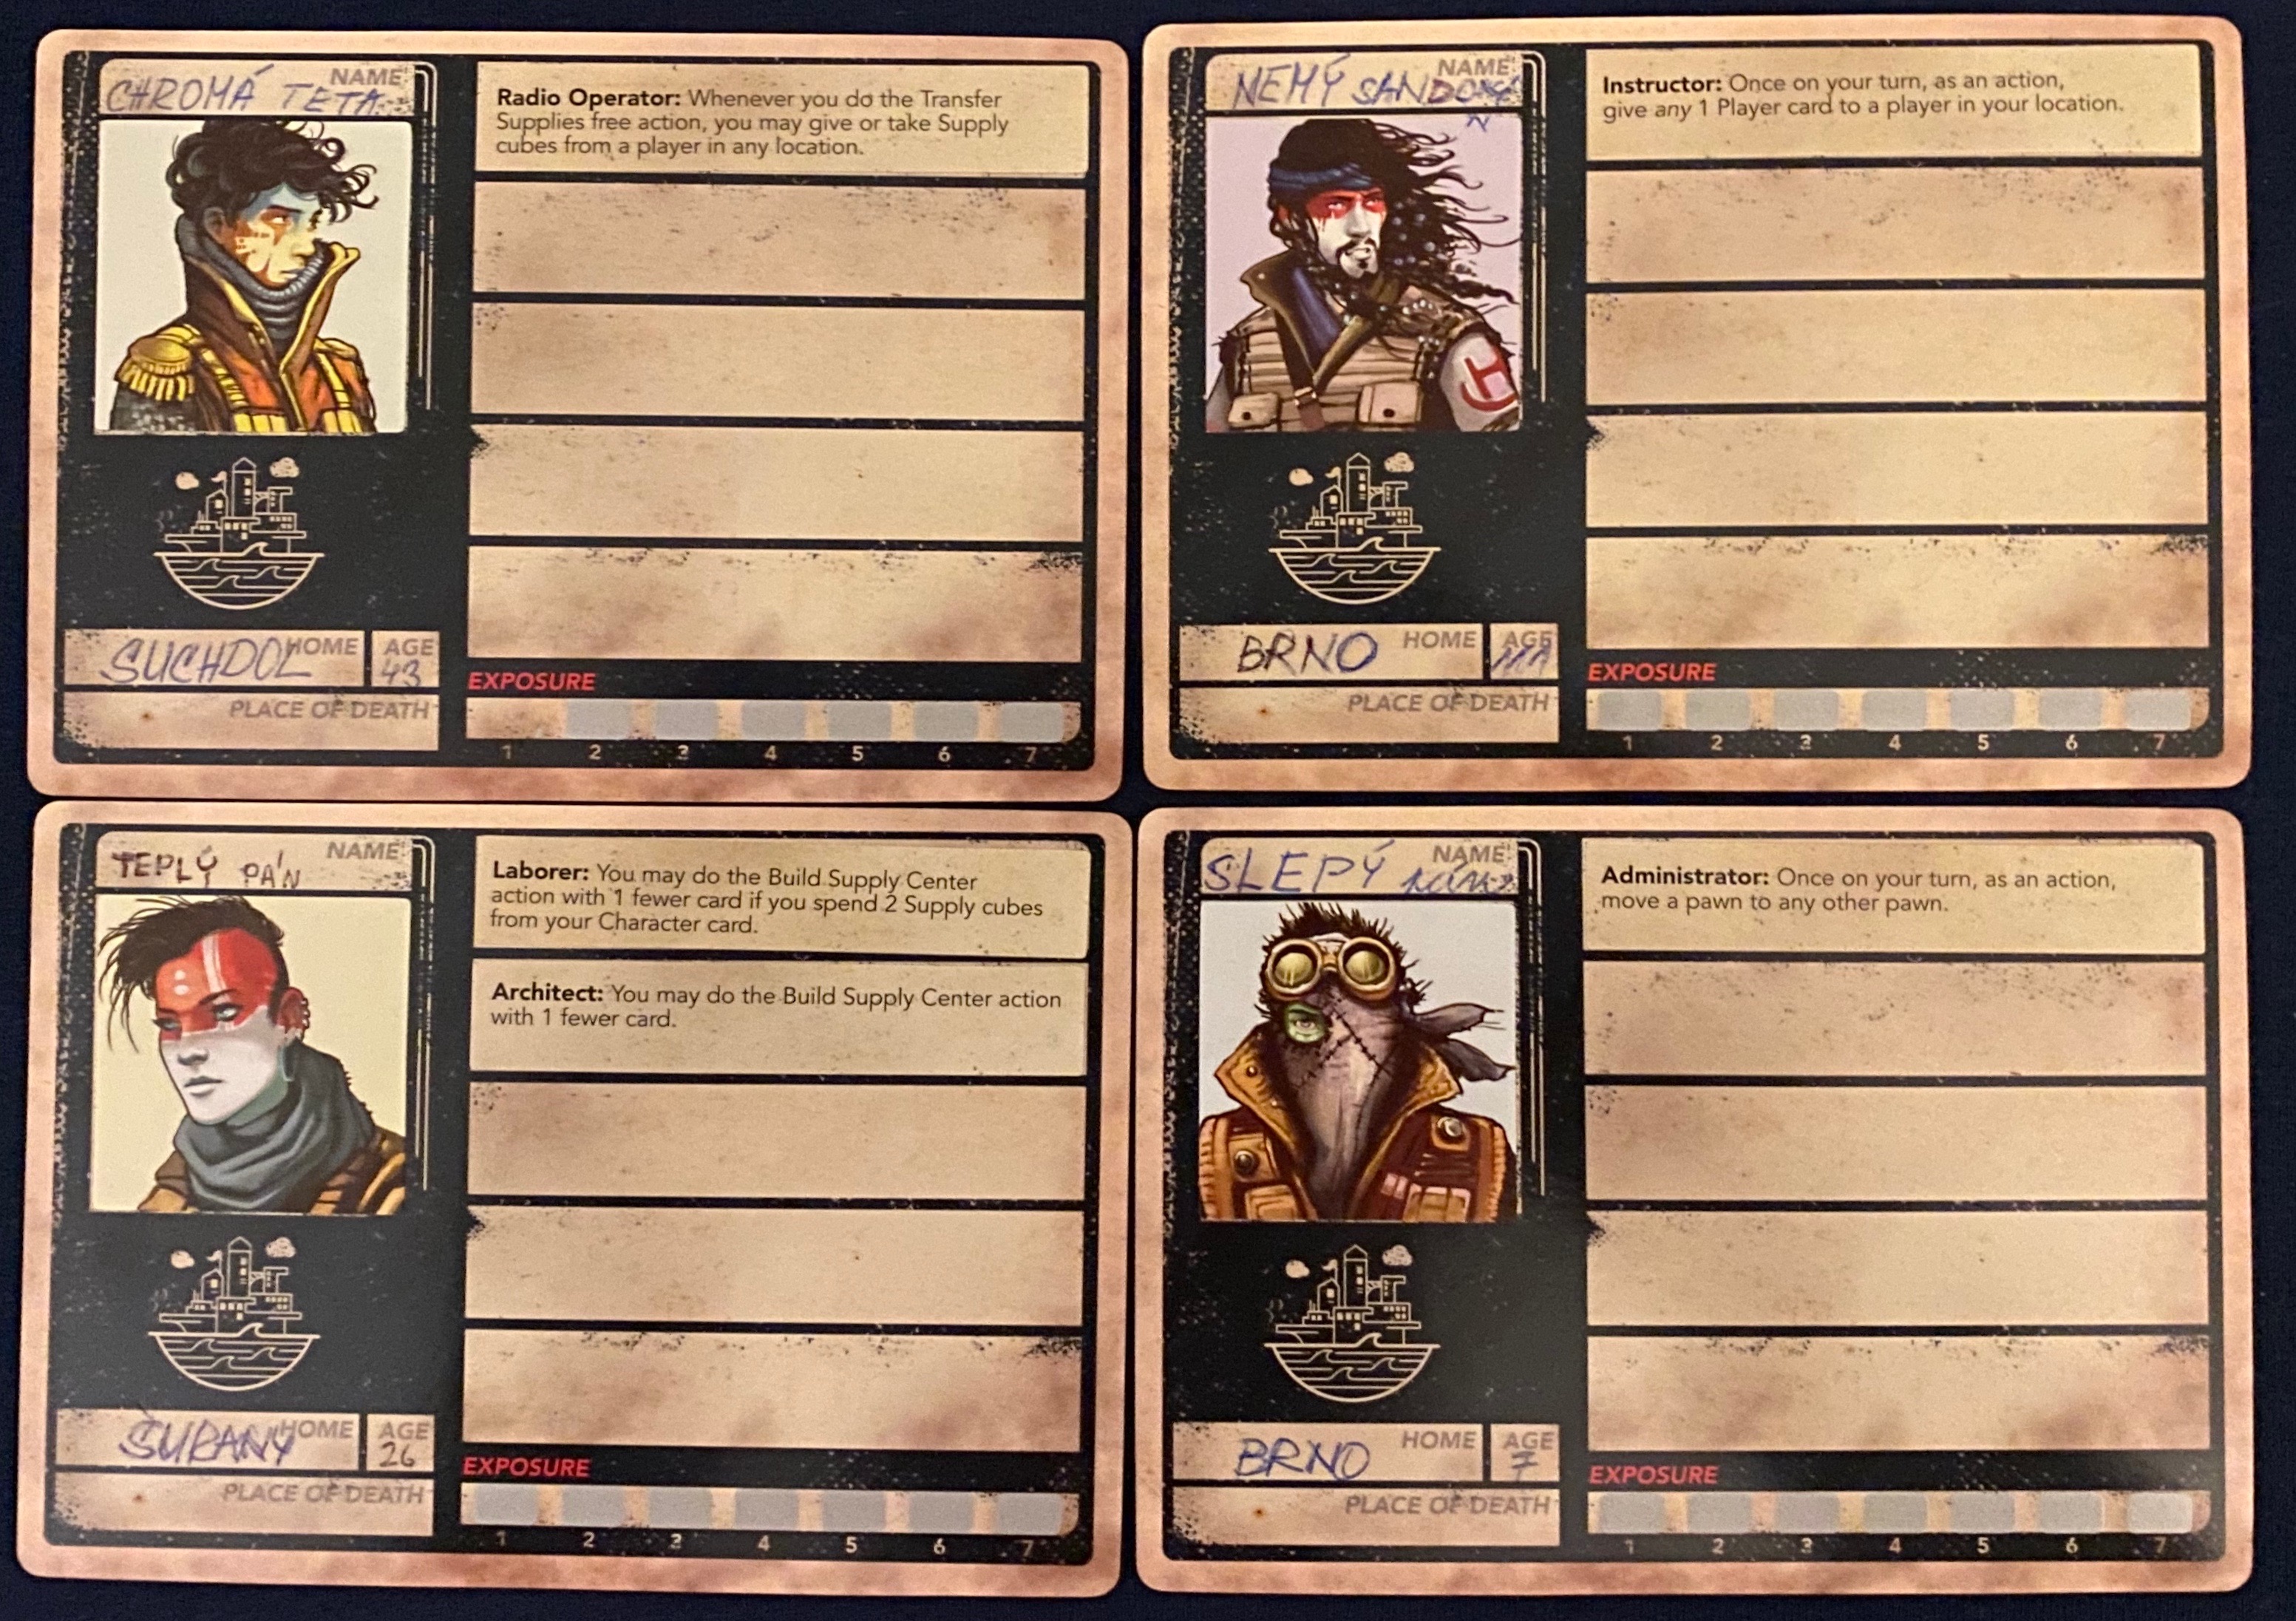 NAME
CHROMÁ TETA
Radio Operator: Whenever you do the Transfer
Supplies free action, you may give or take Supply
cubes from a player in any location.
SUCHDOL HOME
AGE
43
PLACE OF DEATH
EXPOSURE
1 2 3 4 5 6 7
NAME
NEMÝ
Instructor: Once on your turn, as an action,
give any 1 Player card to a player in your location.
BRNO HOME
AGE
PLACE OF DEATH
EXPOSURE
1 2 3 4 5 6 7
NAME
TEPLÝ PÁN
Laborer: You may do the Build Supply Center
action with 1 fewer card if you spend 2 Supply cubes
from your Character card.
Architect: You may do the Build Supply Center action
with 1 fewer card.
HOME
AGE
26
PLACE OF DEATH
EXPOSURE
1 2 3 4 5 6 7
NAME
SLEPÝ
Administrator: Once on your turn, as an action,
move a pawn to any other pawn.
BRNO HOME
AGE
7
PLACE OF DEATH
EXPOSURE
1 2 3 4 5 6 7